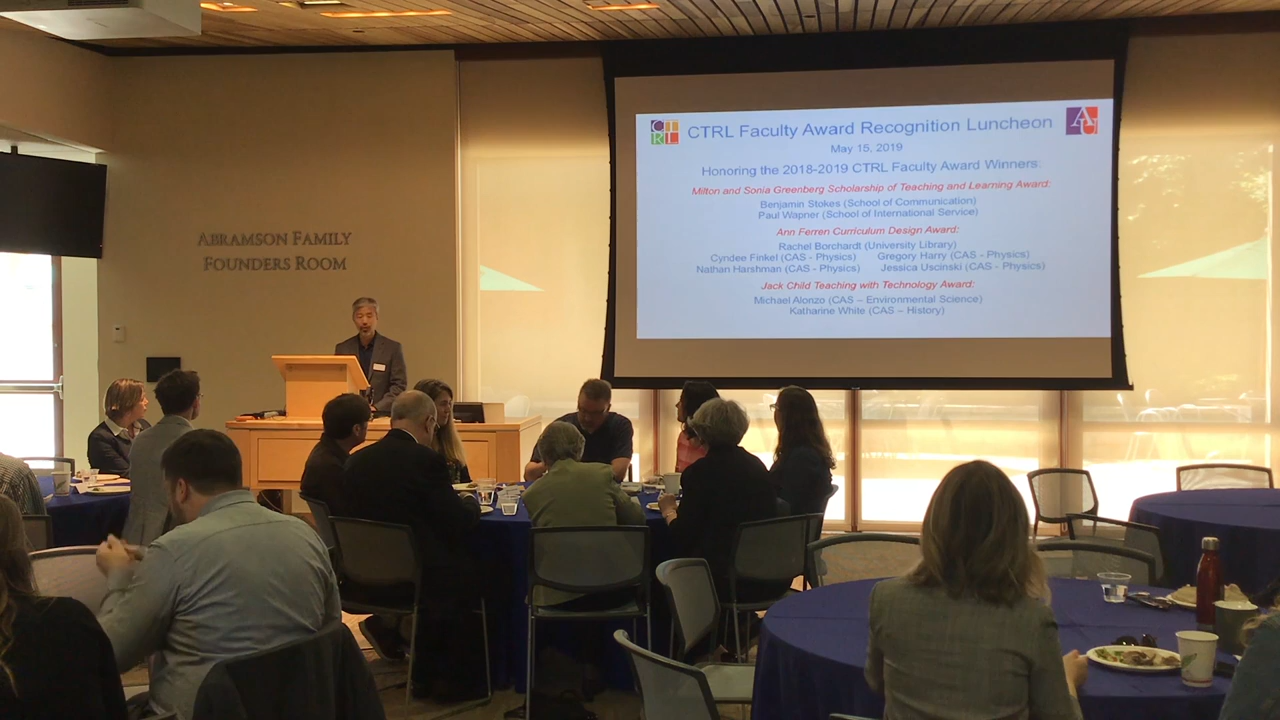 ABRAMSON FAMILY
FOUNDERS ROOM
CTRL
CTRL Faculty Award Recognition Luncheon
AU
May 15, 2019
Honoring the 2018-2019 CTRL Faculty Award Winners:
Milton and Sonia Greenberg Scholarship of Teaching and Learning Award:
Benjamin Stokes (School of Communication)
Paul Wapner (School of International Service)
Ann Ferren Curriculum Design Award:
Rachel Borchardt (University Library)
Cyndee Finkel (CAS - Physics) Gregory Harry (CAS - Physics)
Nathan Harshman (CAS - Physics) Jessica Uscinski (CAS - Physics)
Jack Child Teaching with Technology Award:
Michael Alonzo (CAS – Environmental Science)
Katharine White (CAS – History)